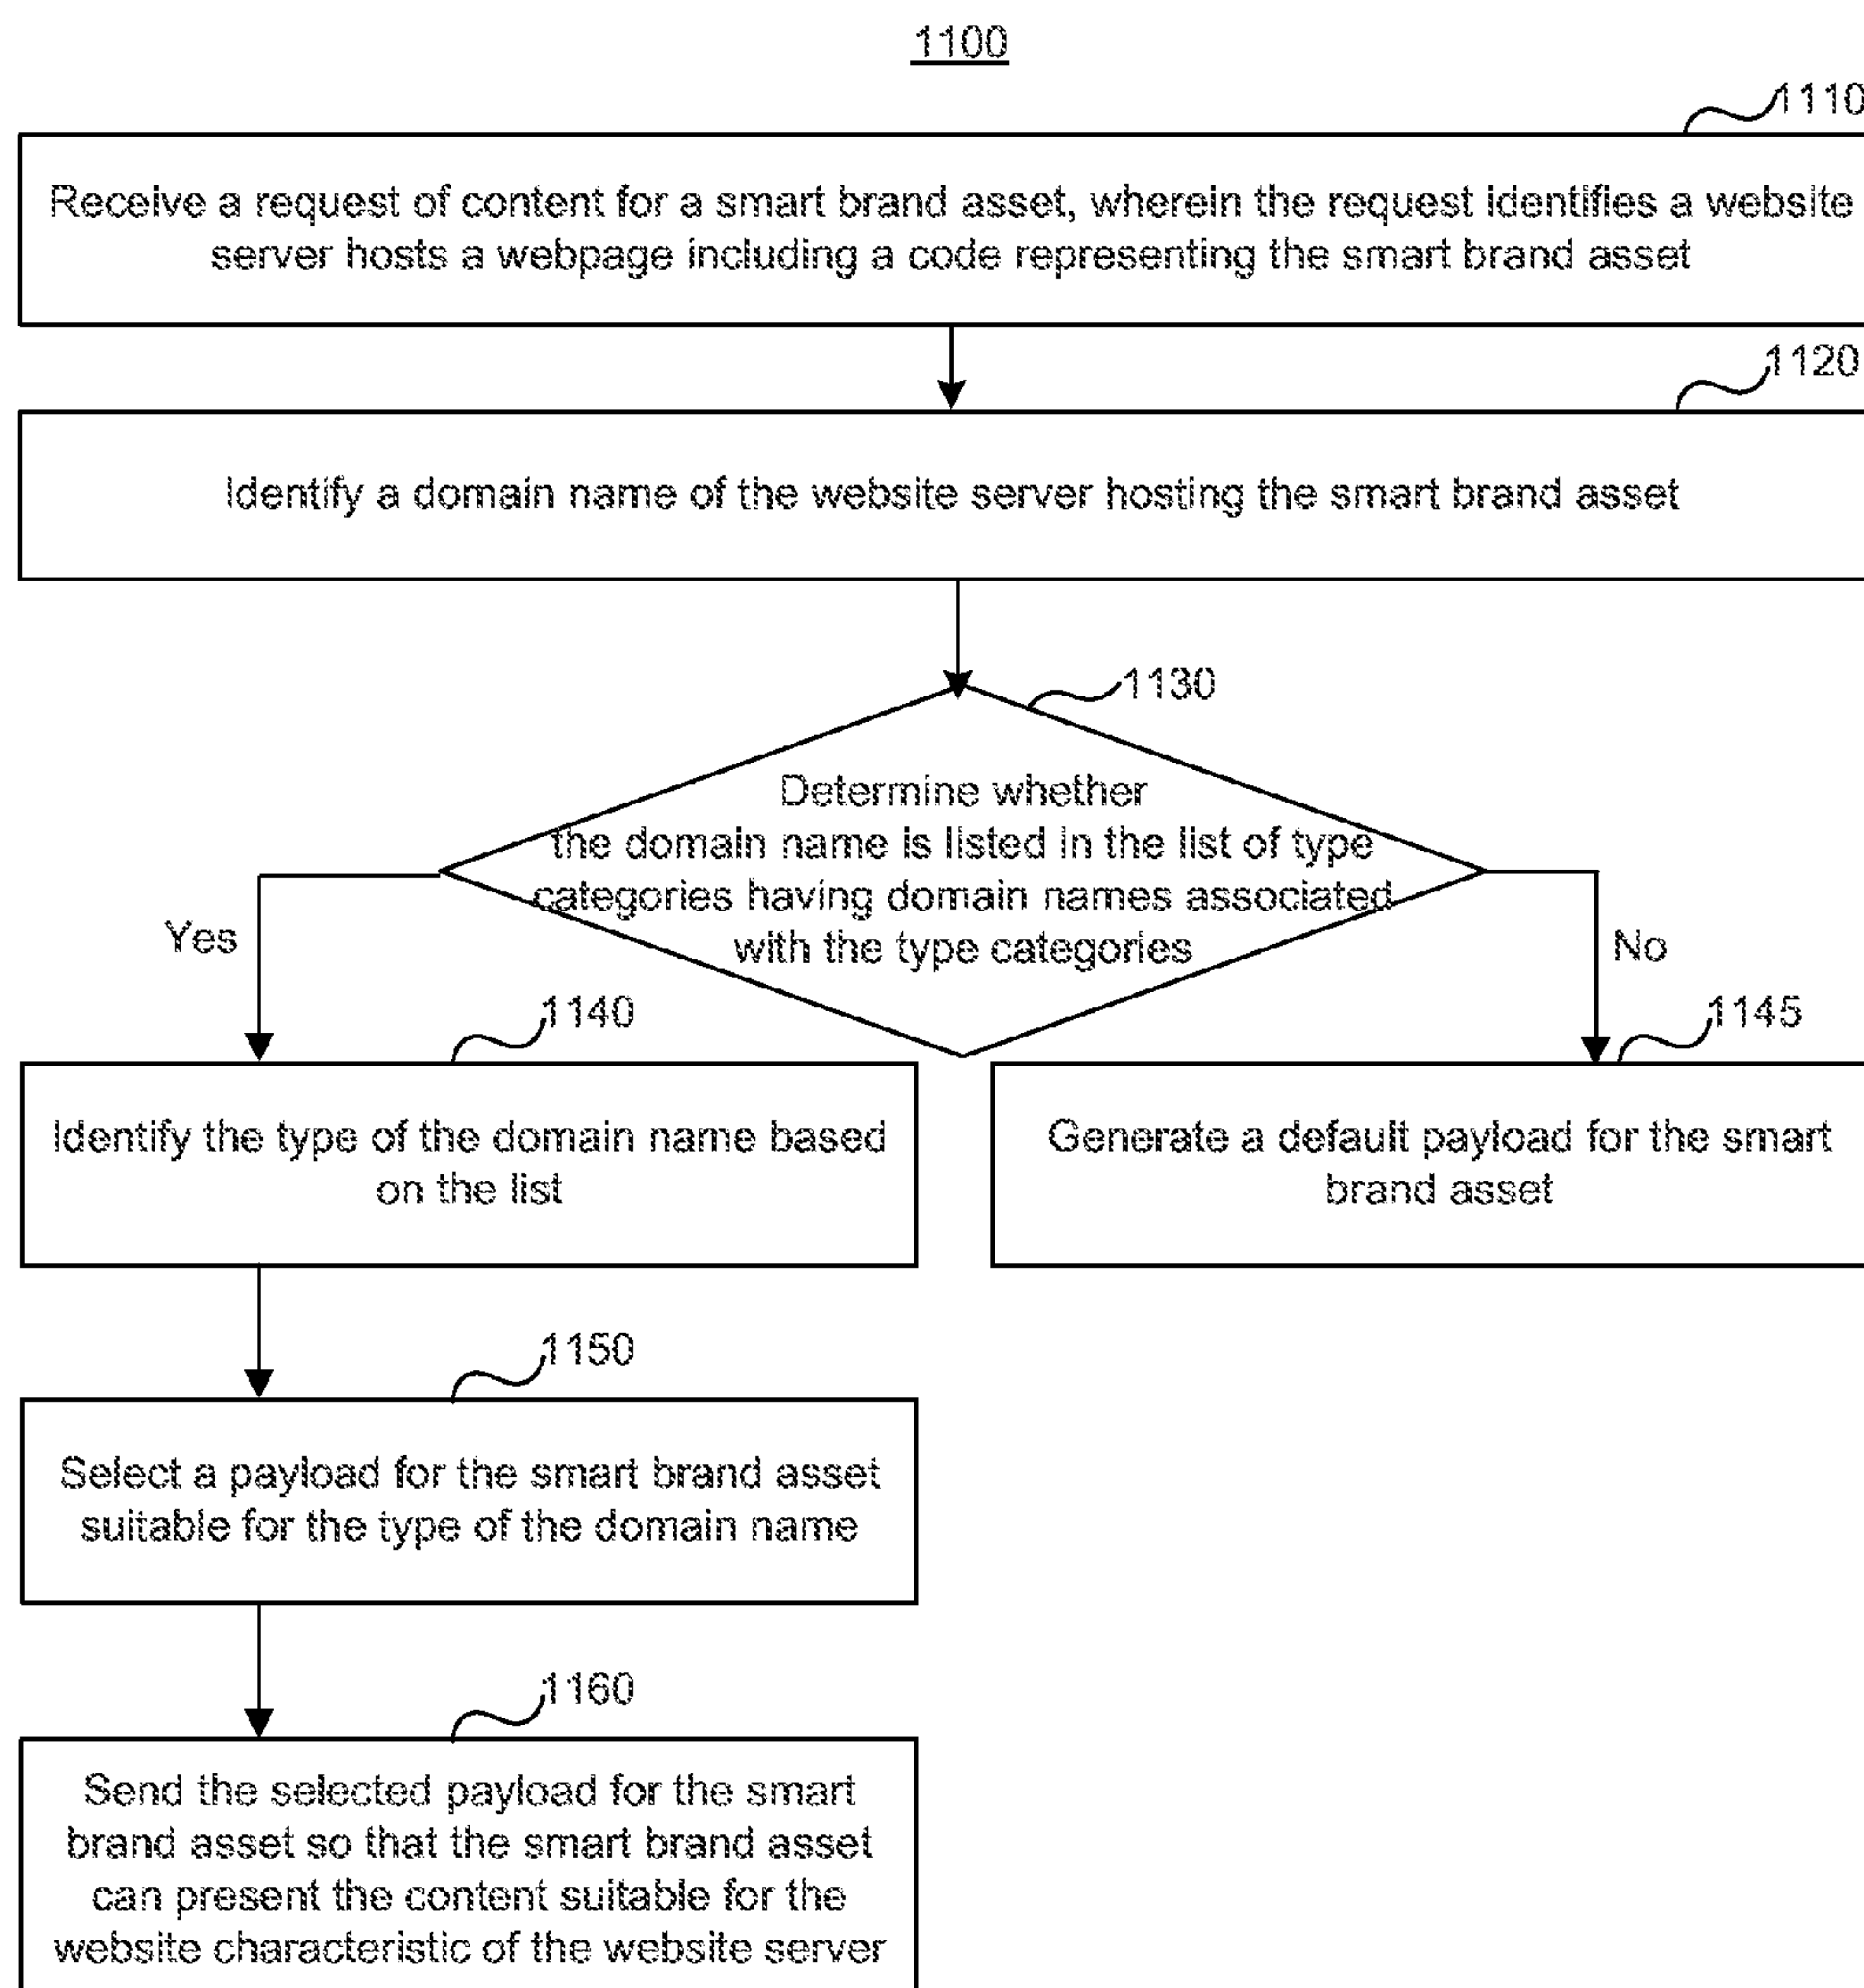 1100
1110
Receive a request of content for a smart brand asset, wherein the request identifies a website
server hosts a webpage including a code representing the smart brand asset
1120
Identify a domain name of the website server hosting the smart brand asset
1130
Determine whether
the domain name is listed in the list of type
categories having domain names associated
with the type categories
Yes
No
1140
1145
Identify the type of the domain name based
on the list
Generate a default payload for the smart
brand asset
1150
Select a payload for the smart brand asset
suitable for the type of the domain name
1160
Send the selected payload for the smart
brand asset so that the smart brand asset
can present the content suitable for the
website characteristic of the website server